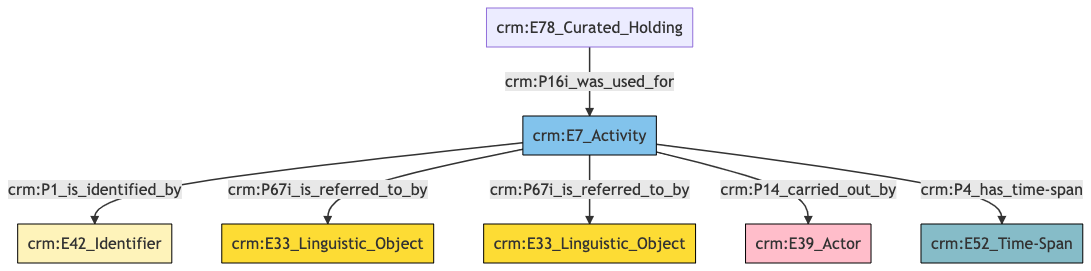 crm:E78_Curated_Holding
crm:P16i_was_used_for
crm:E7_Activity
crm:P1_is_identified_by
crm:P67i_is_referred_to_by
crm:P67i_is_referred_to_by
crm:P14_carried_out_by
crm:P4_has_time-span
crm:E42_Identifier
crm:E33_Linguistic_Object
crm:E33_Linguistic_Object
crm:E39_Actor
crm:E52_Time-Span